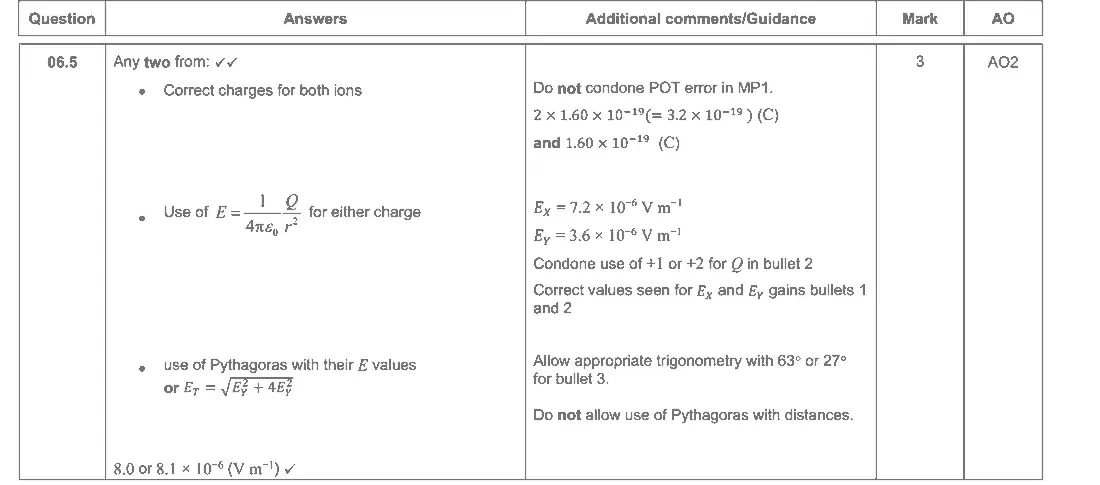 Question Answers Additional comments/Guidance Mark AO
06.5 Any two from: ✓✓ 3 AO2
• Correct charges for both ions
Do not condone POT error in MP1.
2 × 1.60 × 10⁻¹⁹(= 3.2 × 10⁻¹⁹ ) (C)
and 1.60 × 10⁻¹⁹ (C)
• Use of E = 1/4πε₀ Q/r² for either charge
E_X = 7.2 × 10⁻⁶ V m⁻¹
E_Y = 3.6 × 10⁻⁶ V m⁻¹
Condone use of +1 or +2 for Q in bullet 2
Correct values seen for E_X and E_Y gains bullets 1
and 2
• use of Pythagoras with their E values
or E_T = √(E_Y² + 4E_Y²)
Allow appropriate trigonometry with 63° or 27°
for bullet 3.
Do not allow use of Pythagoras with distances.
8.0 or 8.1 × 10⁻⁶ (V m⁻¹) ✓